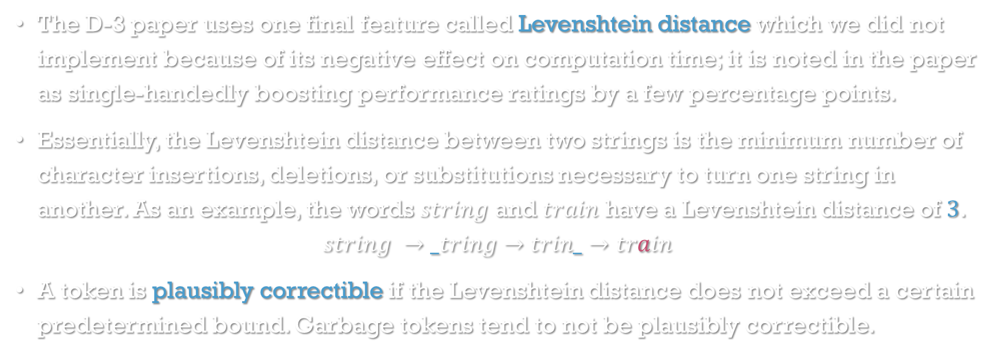 • The D-3 paper uses one final feature called Levenshtein distance which we did not
implement because of its negative effect on computation time; it is noted in the paper
as single-handedly boosting performance ratings by a few percentage points.
• Essentially, the Levenshtein distance between two strings is the minimum number of
character insertions, deletions, or substitutions necessary to turn one string in
another. As an example, the words string and train have a Levenshtein distance of 3.
string → _tring → trin_ → train
• A token is plausibly correctible if the Levenshtein distance does not exceed a certain
predetermined bound. Garbage tokens tend to not be plausibly correctible.